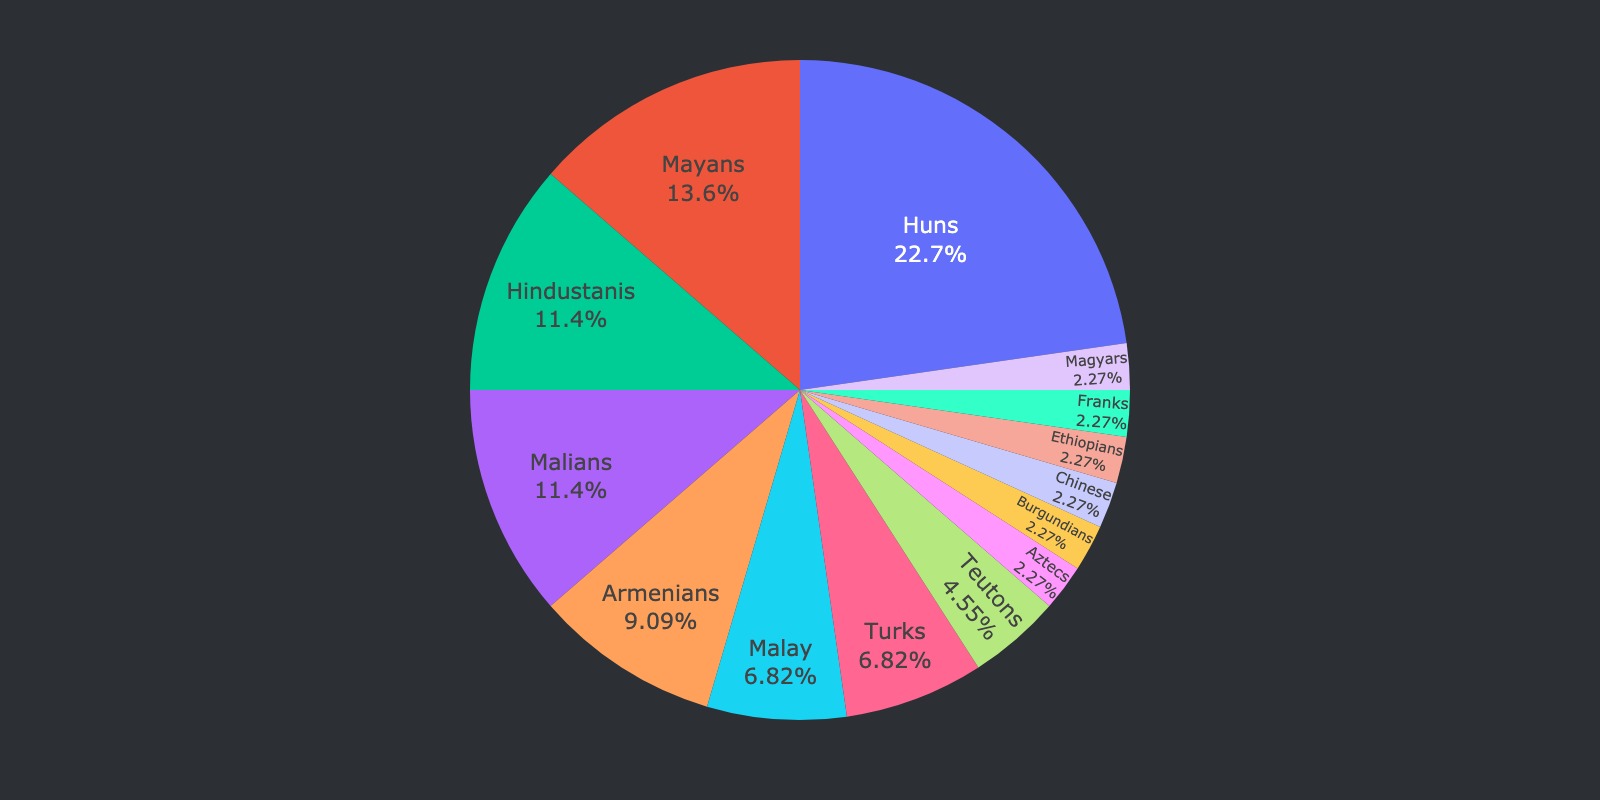 Mayans
13.6%
Huns
22.7%
Hindustanis
11.4%
Malians
11.4%
Armenians
9.09%
Malay
6.82%
Turks
6.82%
Teutons
4.55%
Aztecs
2.27%
Burgundians
2.27%
Chinese
2.27%
Ethiopians
2.27%
Franks
2.27%
Magyars
2.27%